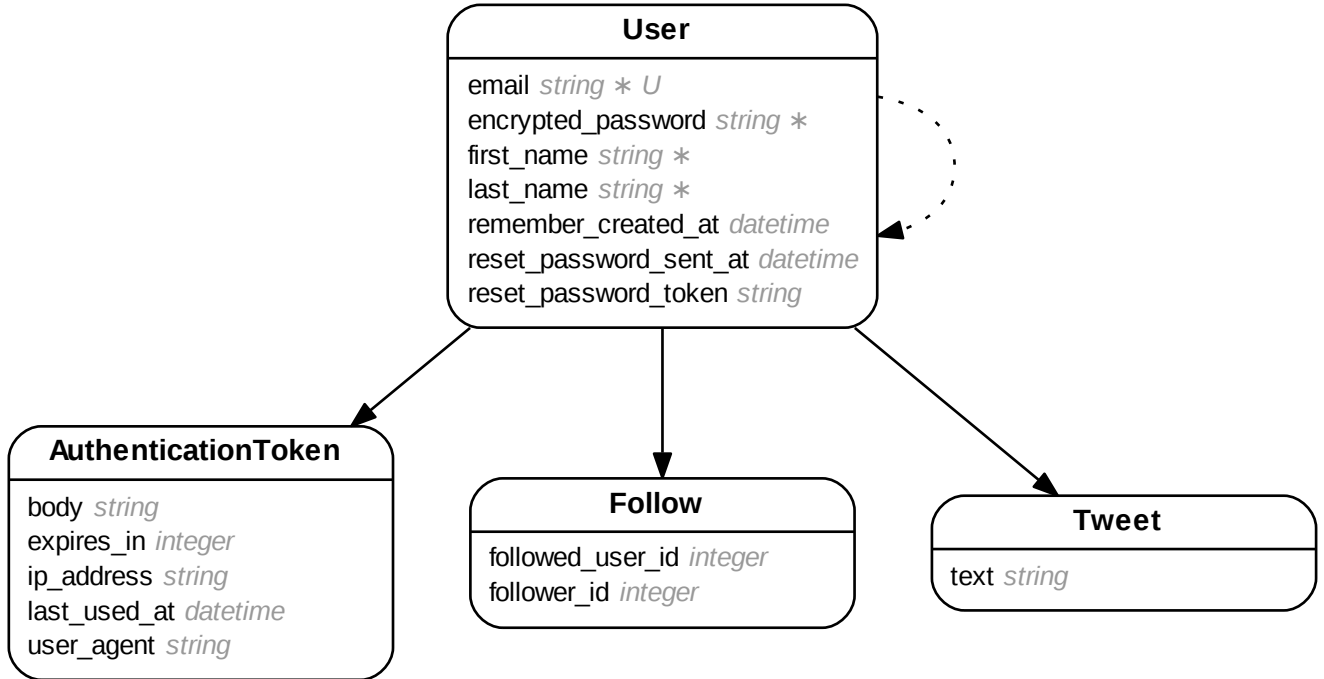 User
email string ∗ U
encrypted_password string ∗
first_name string ∗
last_name string ∗
remember_created_at datetime
reset_password_sent_at datetime
reset_password_token string
AuthenticationToken
body string
expires_in integer
ip_address string
last_used_at datetime
user_agent string
Follow
followed_user_id integer
follower_id integer
Tweet
text string